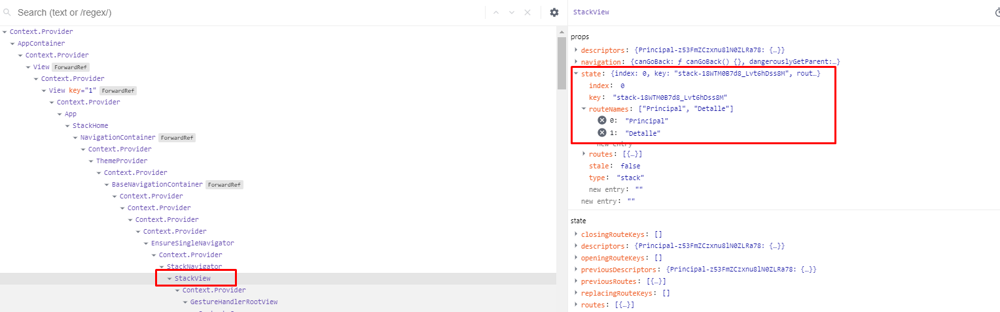 Search (text or /regex/)
Context.Provider
AppContainer
Context.Provider
View ForwardRef
Context.Provider
View key="1" ForwardRef
Context.Provider
App
StackHome
NavigationContainer ForwardRef
Context.Provider
ThemeProvider
Context.Provider
BaseNavigationContainer ForwardRef
Context.Provider
Context.Provider
Context.Provider
Context.Provider
EnsureSingleNavigator
Context.Provider
StackNavigator
StackView
Context.Provider
GestureHandlerRootView
StackView
props
descriptors: {Principal-z53FmZCzxnu8lN0ZLRa78: {…}}
navigation: {canGoBack: ƒ canGoBack() {}, dangerouslyGetParent:…}
state: {index: 0, key: "stack-18WTM0B7d8_Lvt6hDss8M", rout…}
index: 0
key: "stack-18WTM0B7d8_Lvt6hDss8M"
routeNames: ["Principal", "Detalle"]
0: "Principal"
1: "Detalle"
new entry
routes: [{…}]
stale: false
type: "stack"
new entry: ""
new entry: ""
state
closingRouteKeys: []
descriptors: {Principal-z53FmZCzxnu8lN0ZLRa78: {…}}
openingRouteKeys: []
previousDescriptors: {Principal-z53FmZCzxnu8lN0ZLRa78: {…}}
previousRoutes: [{…}]
replacingRouteKeys: []
routes: [{…}]